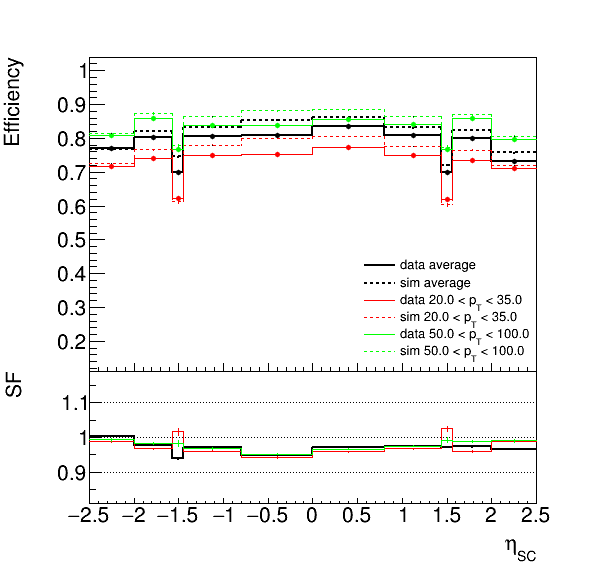 Efficiency
1
0.9
0.8
0.7
0.6
0.5
0.4
0.3
0.2
data average
sim average
data 20.0 < p_T < 35.0
sim 20.0 < p_T < 35.0
data 50.0 < p_T < 100.0
sim 50.0 < p_T < 100.0
SF
1.1
1
0.9
−2.5 −2 −1.5 −1 −0.5 0 0.5 1 1.5 2 2.5
η_SC